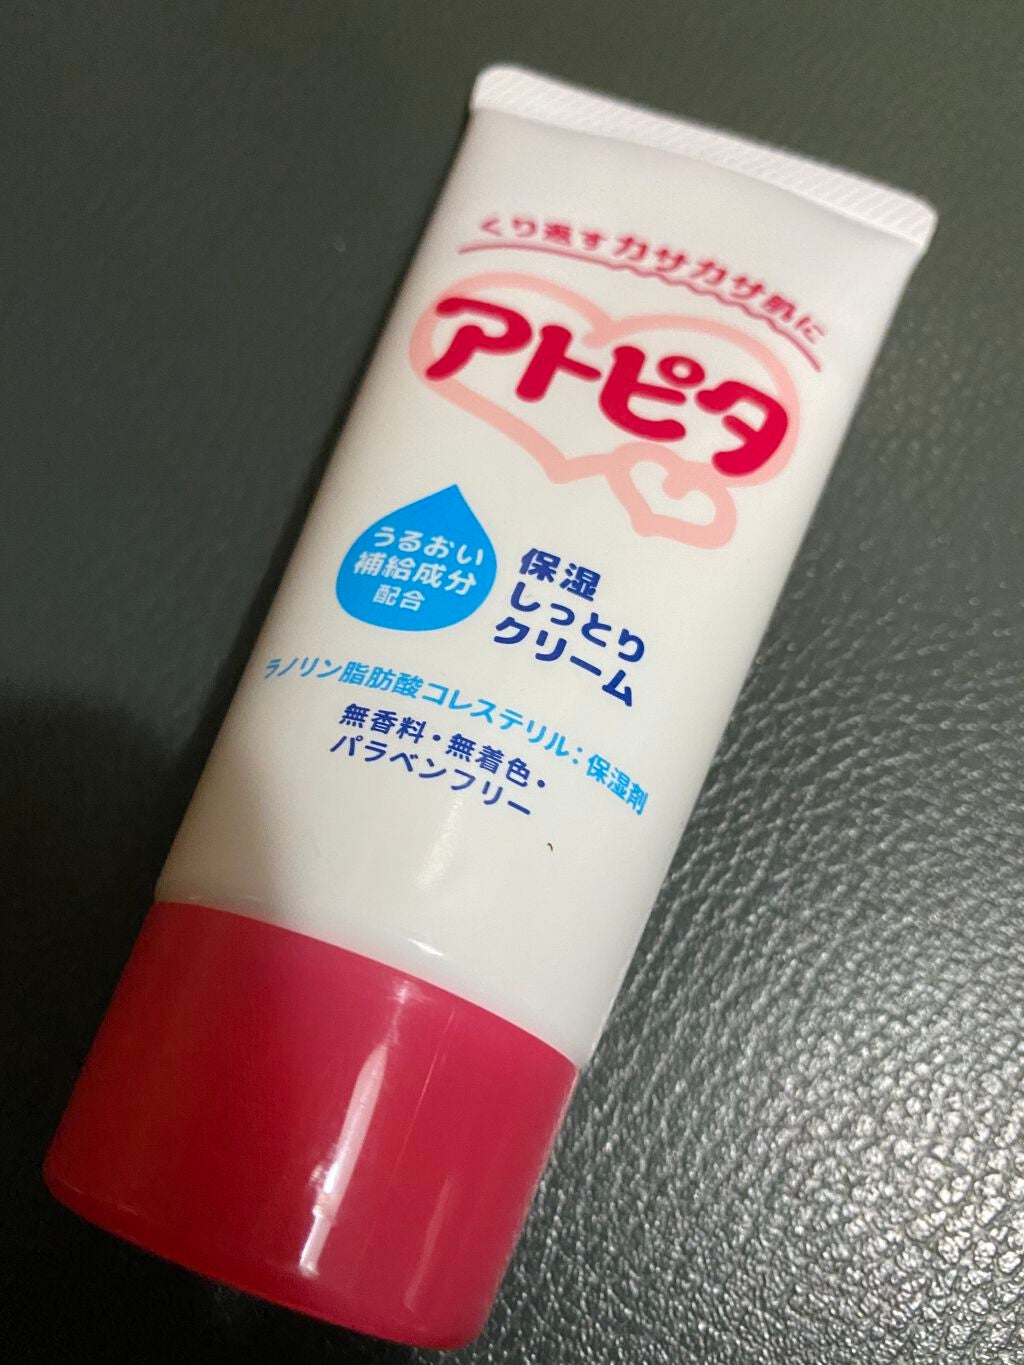 くり返すカサカサ肌に
アトピタ
うるおい
補給成分
配合
保湿
しっとり
クリーム
ラノリン脂肪酸コレステリル：保湿剤
無香料・無着色・
パラベンフリー